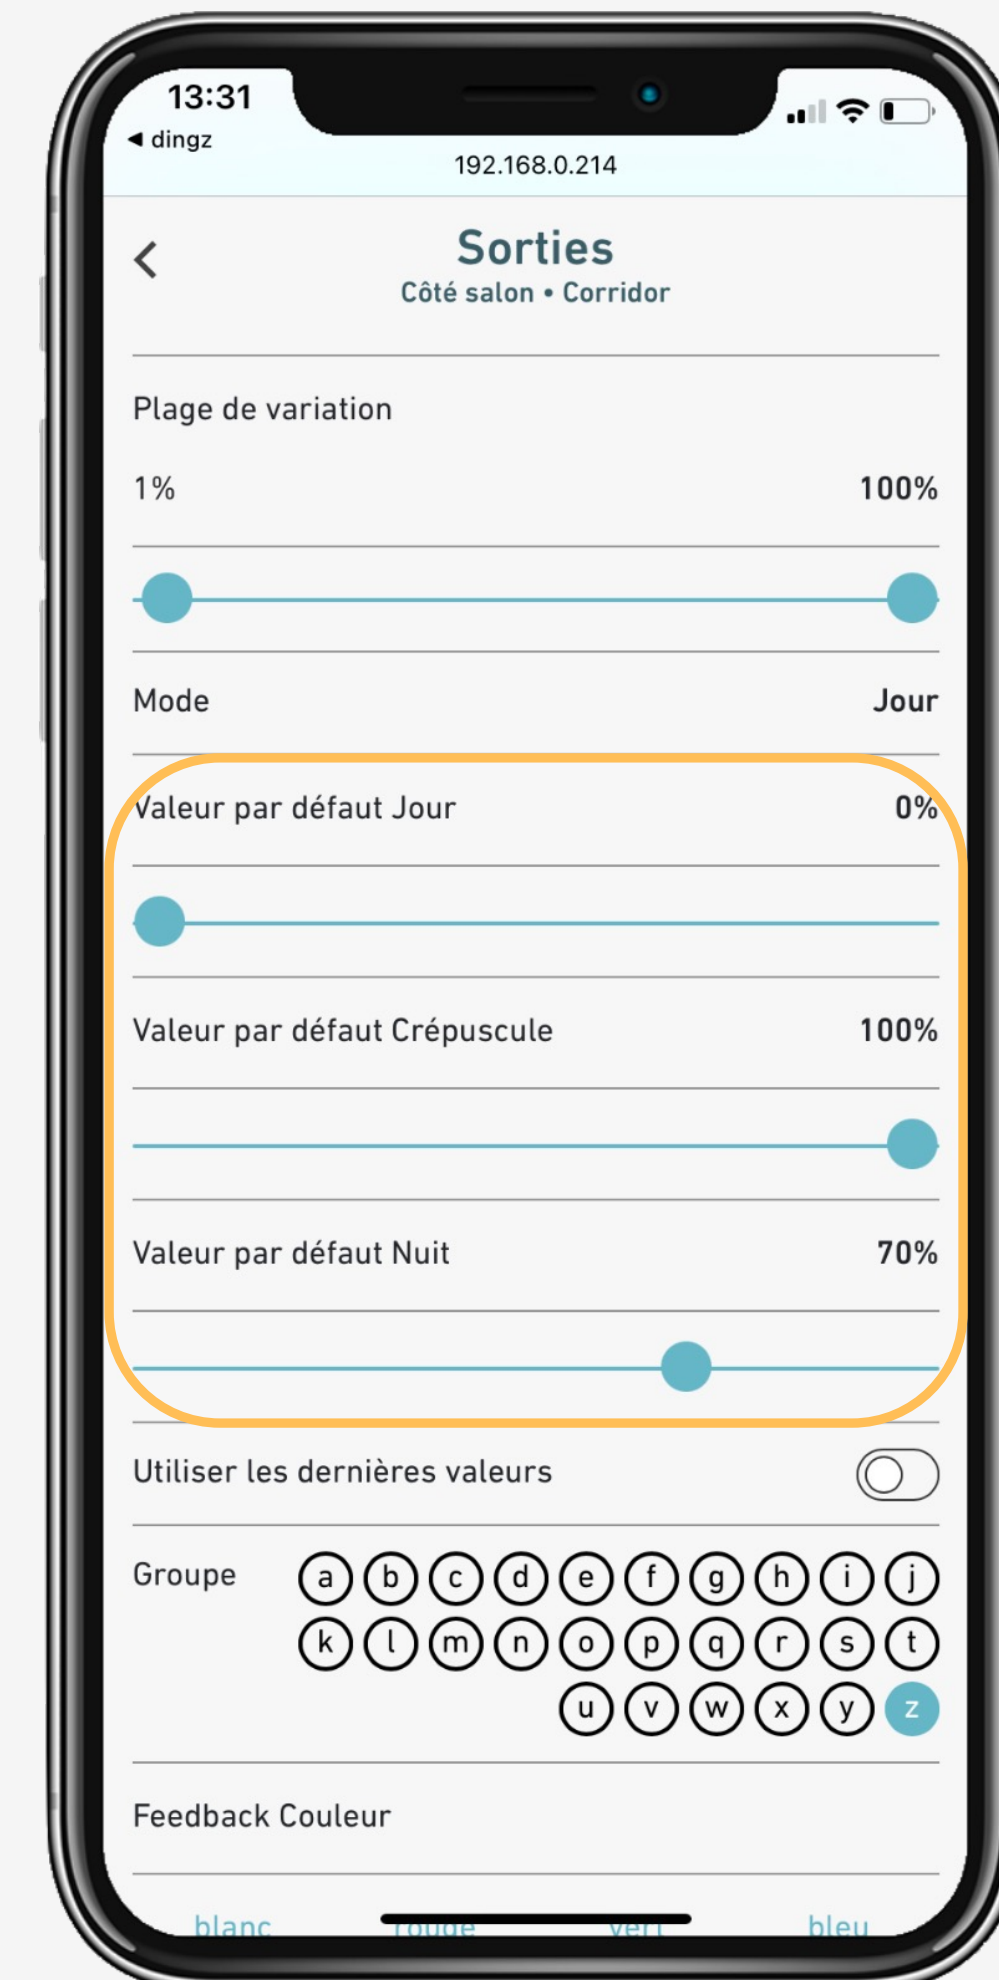 13:31
◀ dingz
192.168.0.214
Sorties
Côté salon • Corridor
Plage de variation
1% 100%
Mode Jour
Valeur par défaut Jour 0%
Valeur par défaut Crépuscule 100%
Valeur par défaut Nuit 70%
Utiliser les dernières valeurs
Groupe a b c d e f g h i j
k l m n o p q r s t
u v w x y z
Feedback Couleur
blanc rouge vert bleu